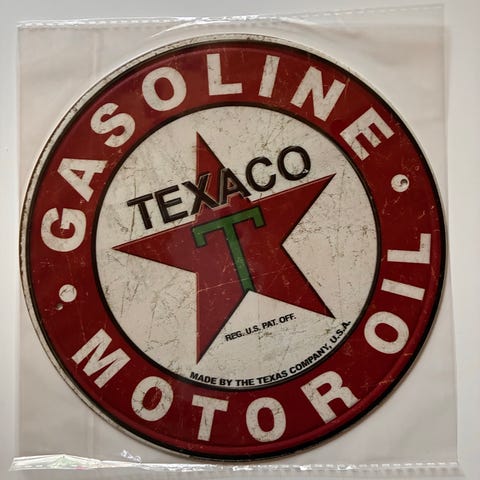 GASOLINE
TEXACO
T
REG. U.S. PAT. OFF.
MADE BY THE TEXAS COMPANY, U.S.A.
MOTOR OIL